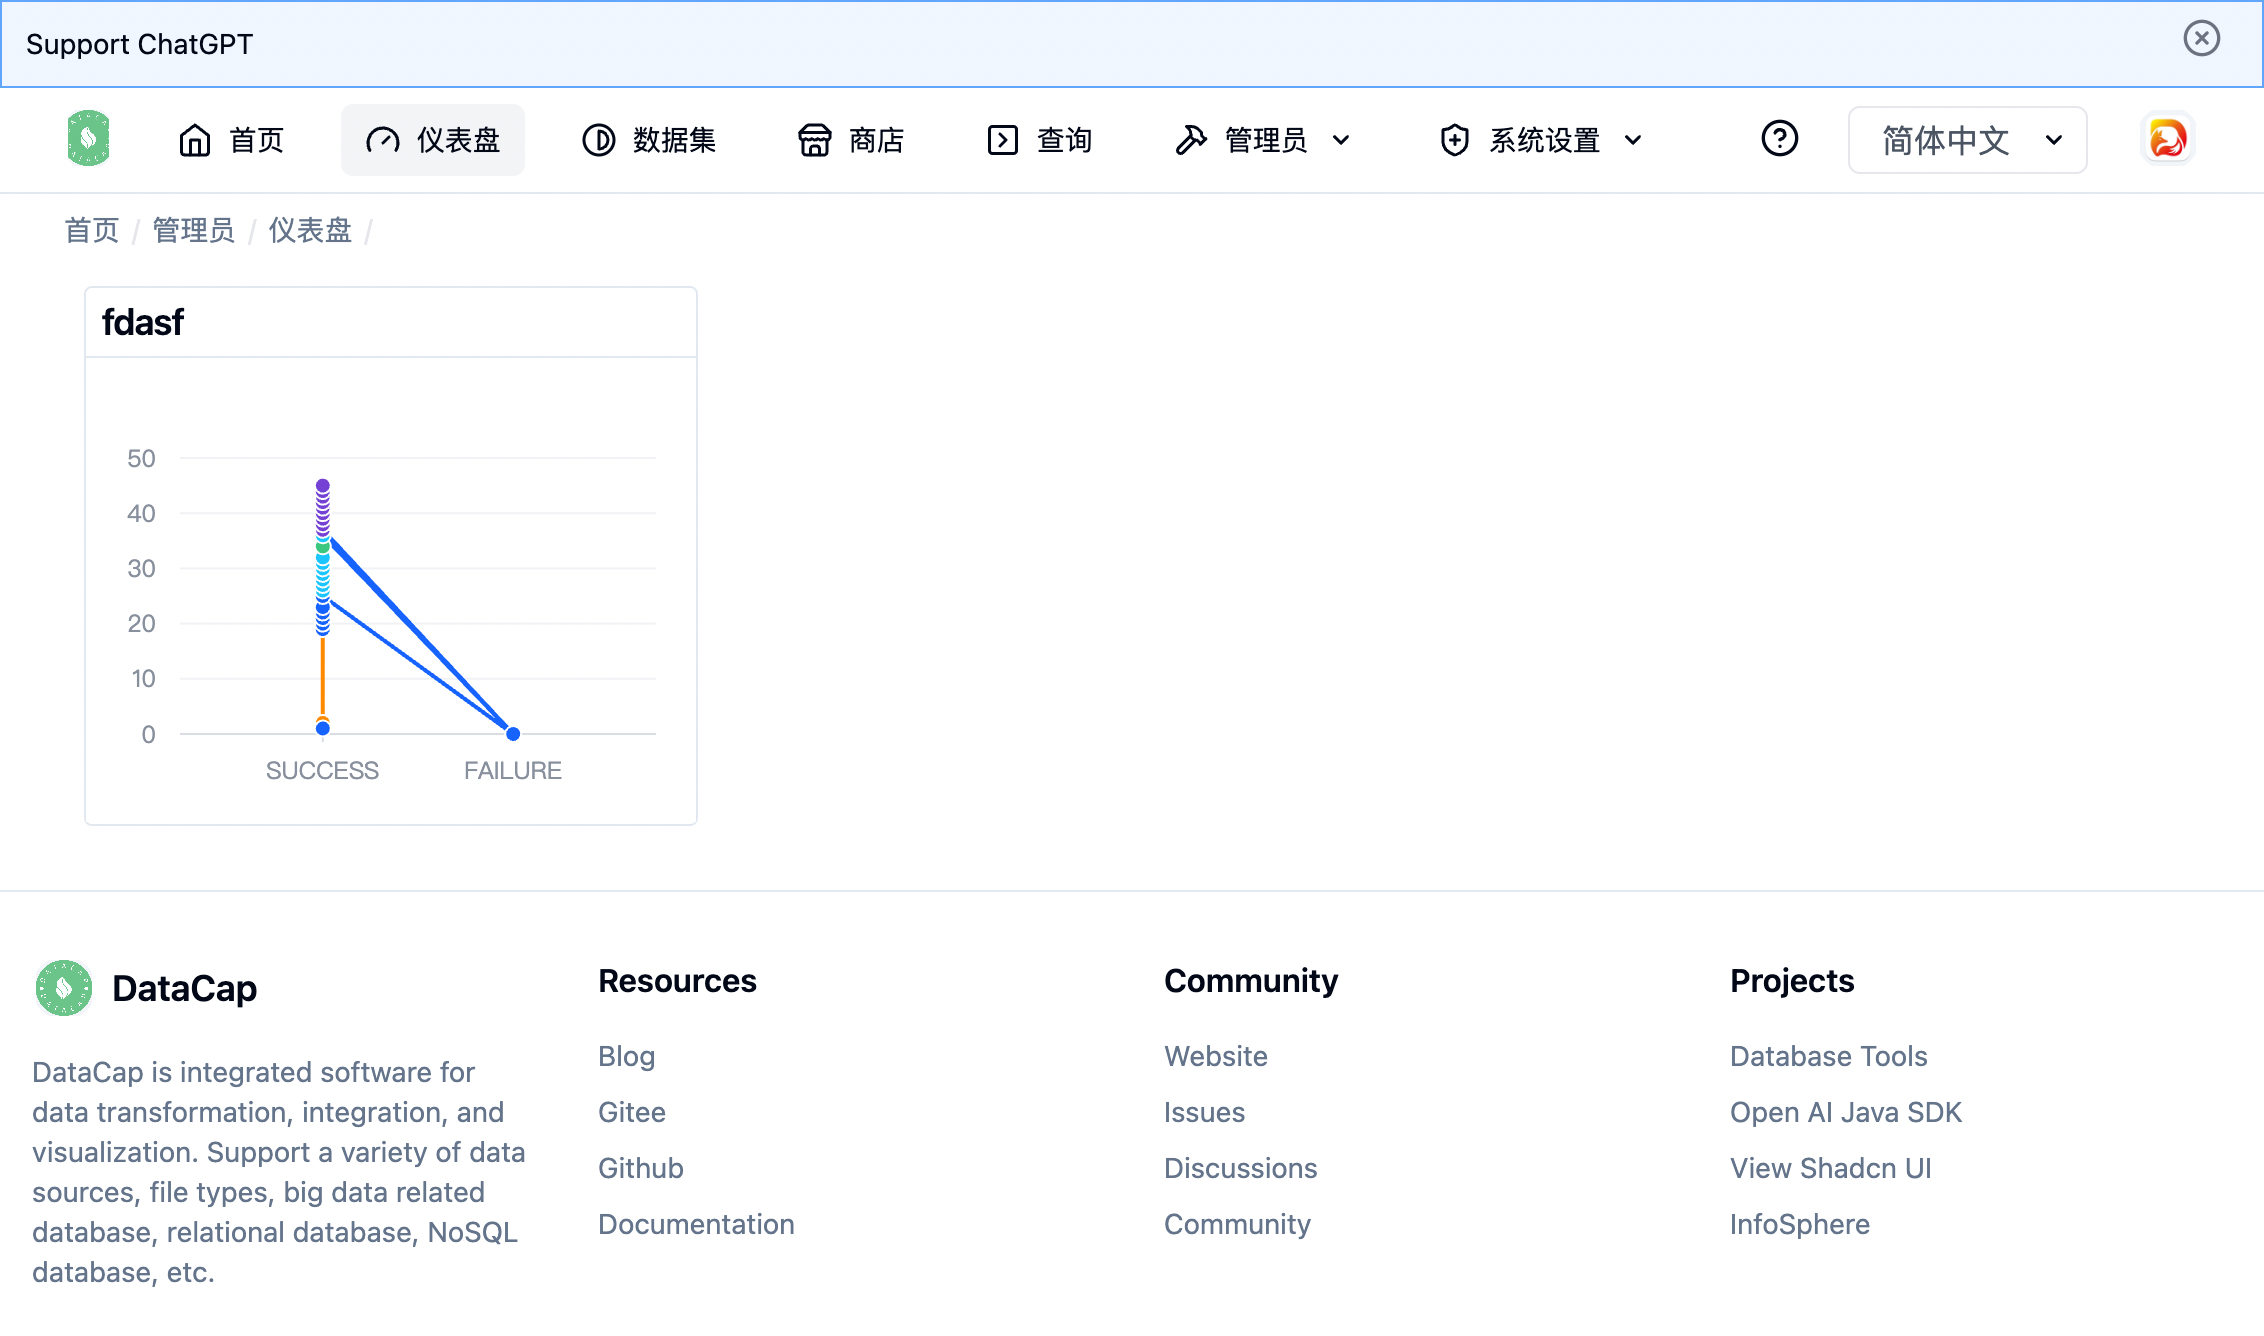 Support ChatGPT
首页 仪表盘 数据集 商店 查询 管理员 系统设置 简体中文
首页 / 管理员 / 仪表盘 /
fdasf
50
40
30
20
10
0
SUCCESS FAILURE
DataCap
DataCap is integrated software for
data transformation, integration, and
visualization. Support a variety of data
sources, file types, big data related
database, relational database, NoSQL
database, etc.
Resources
Blog
Gitee
Github
Documentation
Community
Website
Issues
Discussions
Community
Projects
Database Tools
Open AI Java SDK
View Shadcn UI
InfoSphere